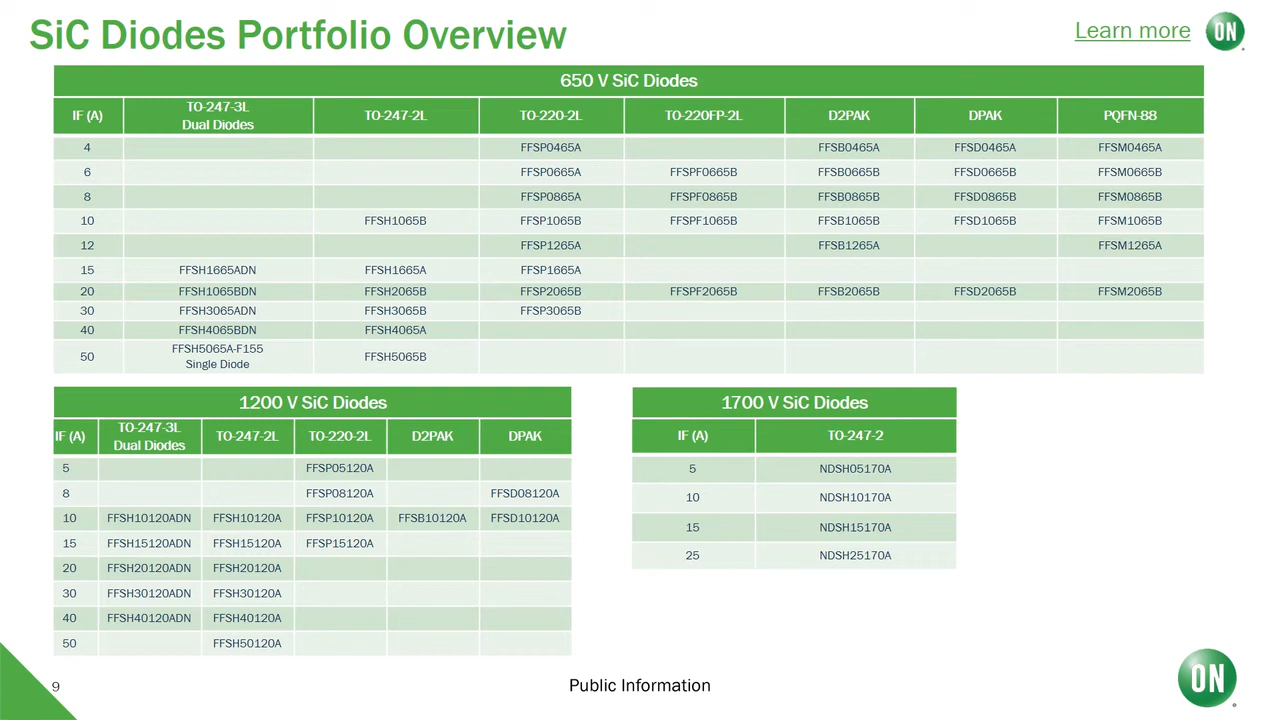 SiC Diodes Portfolio Overview
Learn more
ON
650 V SiC Diodes
IF (A) TO-247-3L Dual Diodes TO-247-2L TO-220-2L TO-220FP-2L D2PAK DPAK PQFN-88
4 FFSP0465A FFSB0465A FFSD0465A FFSM0465A
6 FFSP0665A FFSPF0665B FFSB0665B FFSD0665B FFSM0665B
8 FFSP0865A FFSPF0865B FFSB0865B FFSD0865B FFSM0865B
10 FFSH1065B FFSP1065B FFSPF1065B FFSB1065B FFSD1065B FFSM1065B
12 FFSP1265A FFSB1265A FFSM1265A
15 FFSH1665ADN FFSH1665A FFSP1665A
20 FFSH1065BDN FFSH2065B FFSP2065B FFSPF2065B FFSB2065B FFSD2065B FFSM2065B
30 FFSH3065ADN FFSH3065B FFSP3065B
40 FFSH4065BDN FFSH4065A
50 FFSH5065A-F155 Single Diode FFSH5065B
1200 V SiC Diodes
IF (A) TO-247-3L Dual Diodes TO-247-2L TO-220-2L D2PAK DPAK
5 FFSP05120A
8 FFSP08120A FFSD08120A
10 FFSH10120ADN FFSH10120A FFSP10120A FFSB10120A FFSD10120A
15 FFSH15120ADN FFSH15120A FFSP15120A
20 FFSH20120ADN FFSH20120A
30 FFSH30120ADN FFSH30120A
40 FFSH40120ADN FFSH40120A
50 FFSH50120A
1700 V SiC Diodes
IF (A) TO-247-2
5 NDSH05170A
10 NDSH10170A
15 NDSH15170A
25 NDSH25170A
9
Public Information
ON